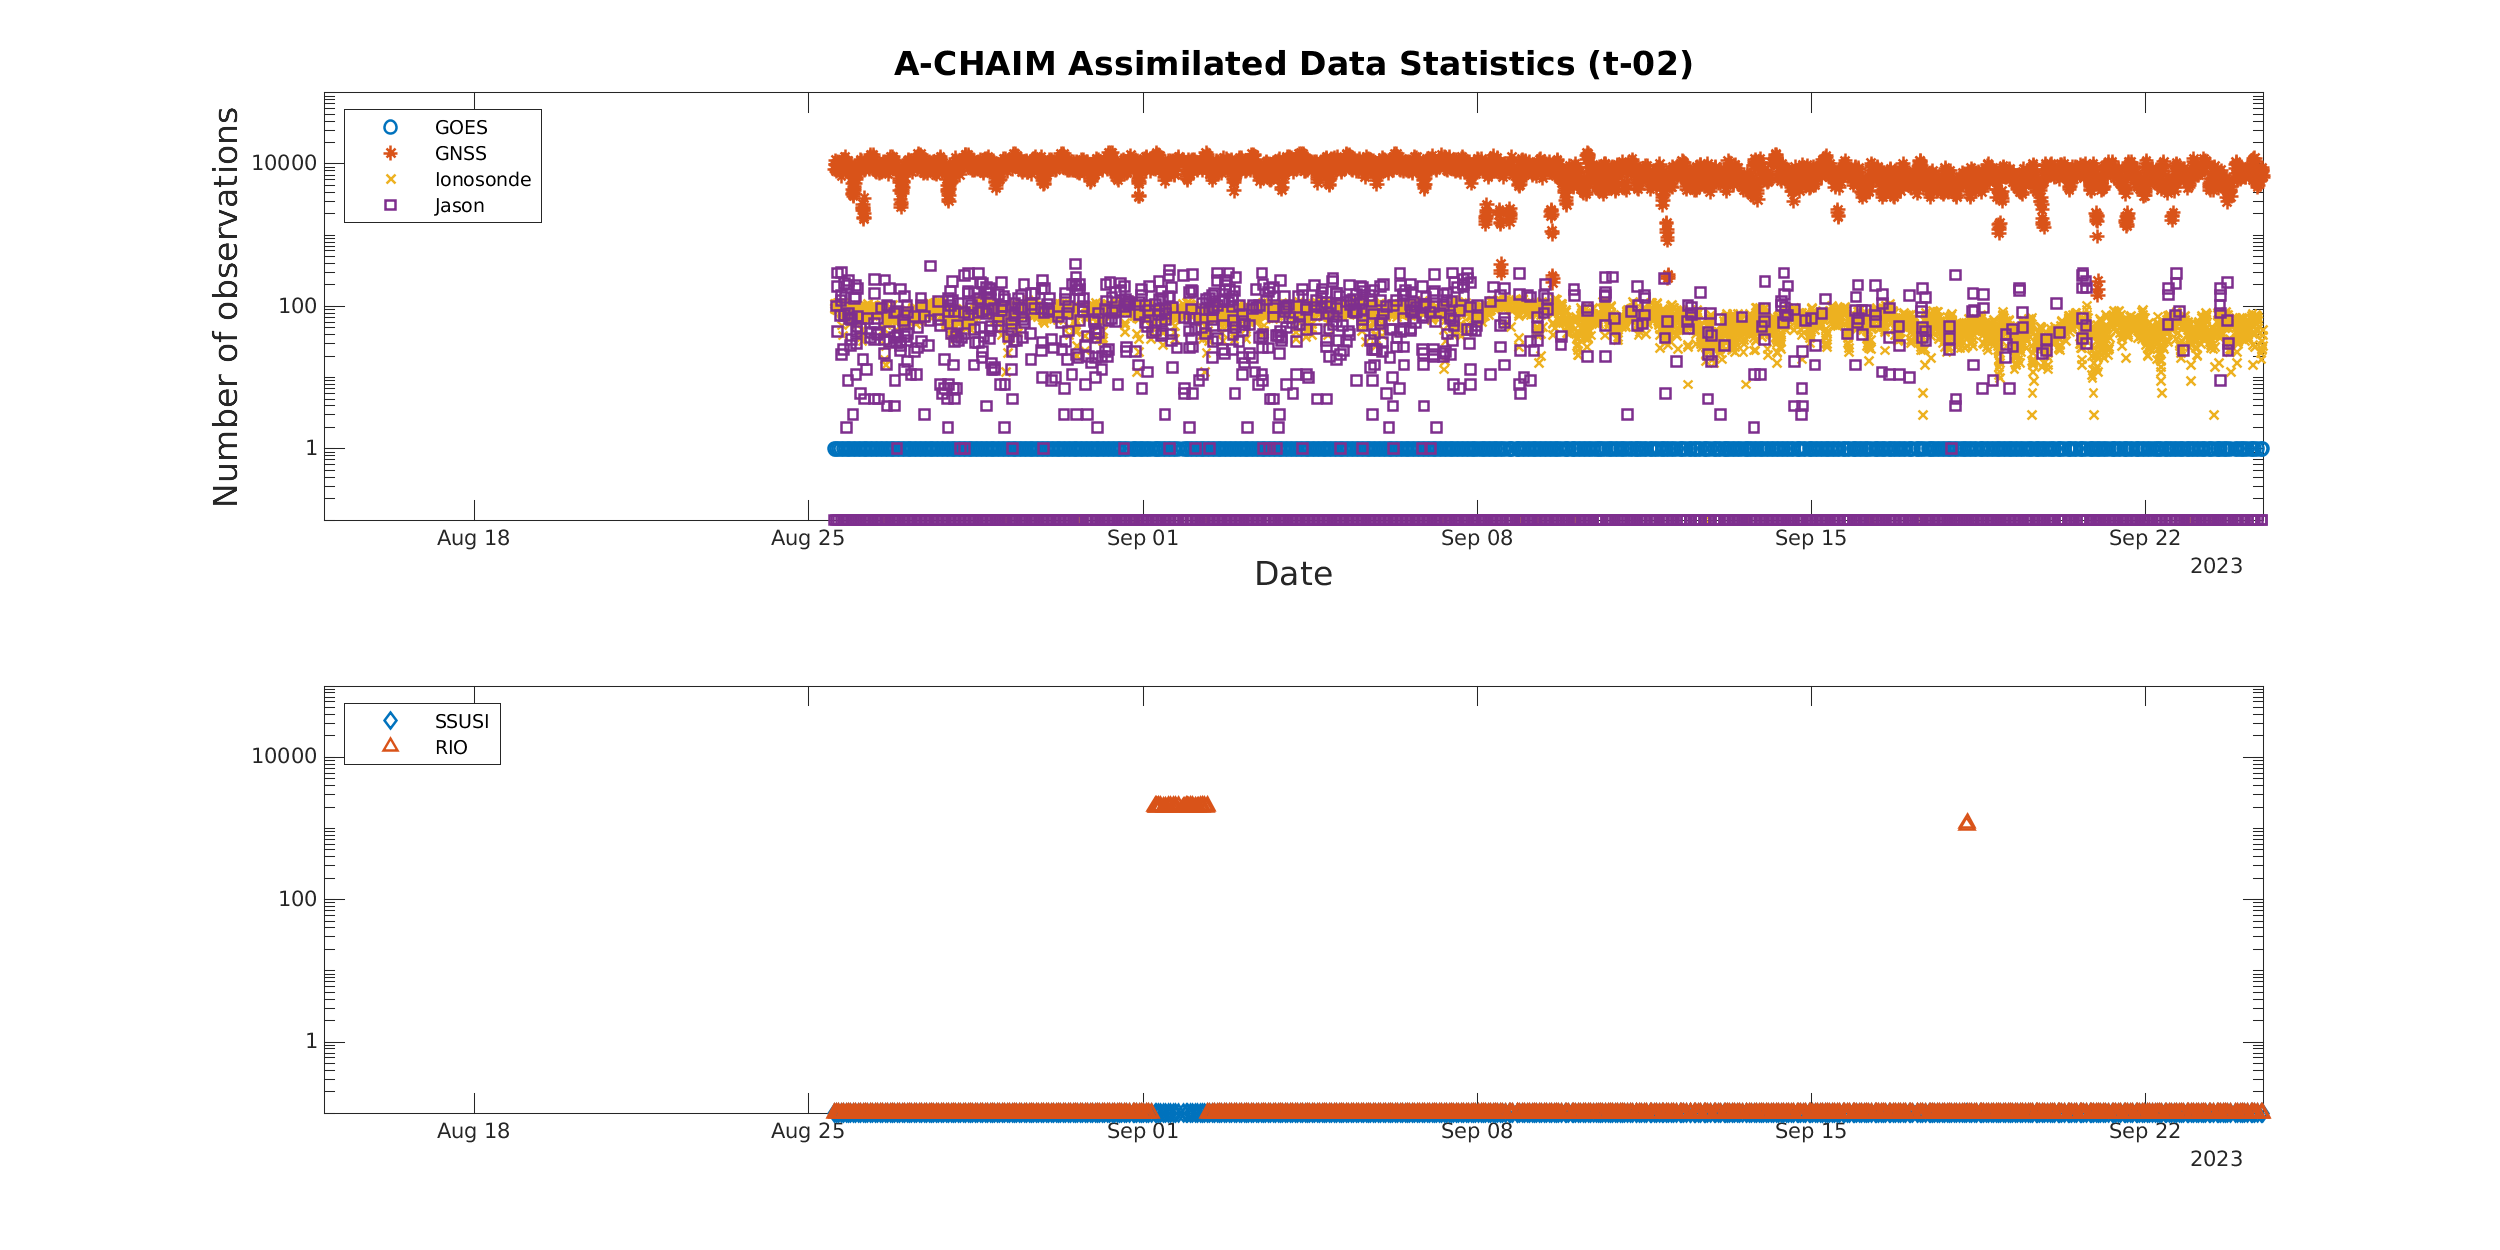 A-CHAIM Assimilated Data Statistics (t-02)
Number of observations
10000
100
1
GOES
GNSS
Ionosonde
Jason
Aug 18 Aug 25 Sep 01 Sep 08 Sep 15 Sep 22
2023
Date
10000
100
1
SSUSI
RIO
Aug 18 Aug 25 Sep 01 Sep 08 Sep 15 Sep 22
2023